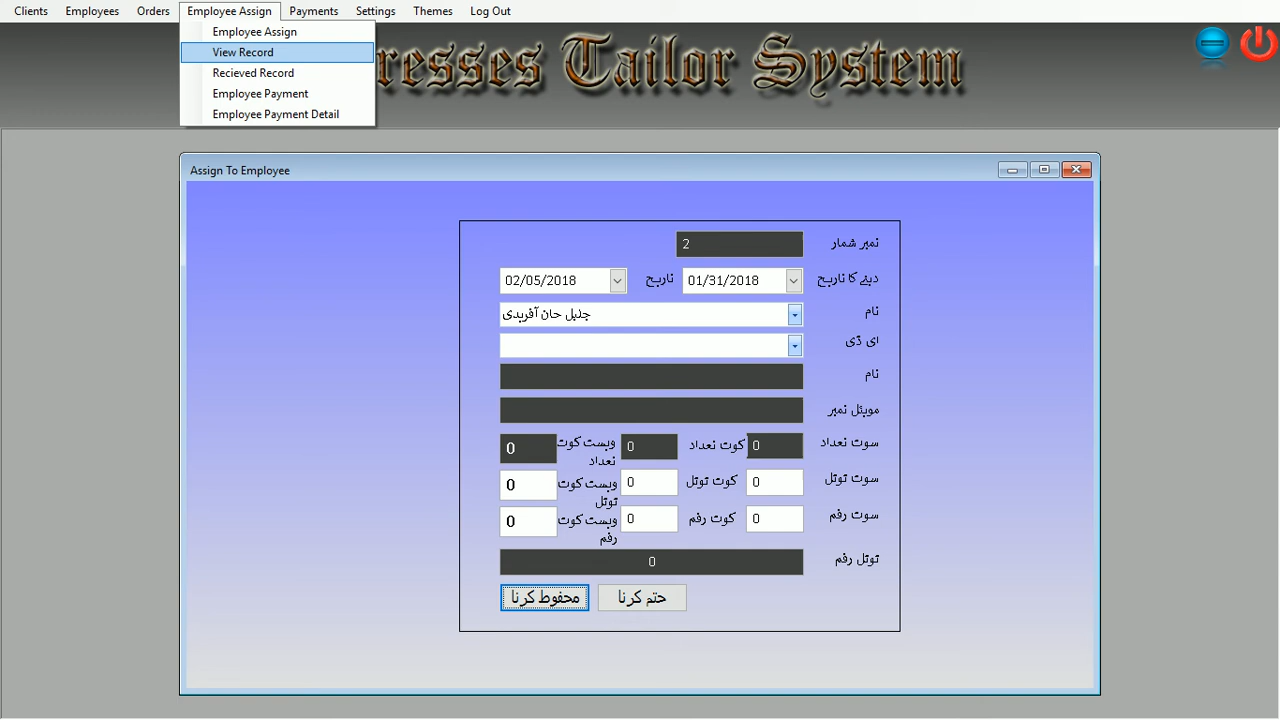 Clients Employees Orders Employee Assign Payments Settings Themes Log Out
Employee Assign
View Record
Recieved Record
Employee Payment
Employee Payment Detail
resses Tailor System
Assign To Employee
نمبر شمار 2
دینے کا تاریخ 01/31/2018 تاریخ 02/05/2018
نام جنیل خان آفریدی
ای ڈی
نام
موبئل نمبر
سوٹ تعداد 0 کوٹ تعداد 0 ویسٹ کوٹ تعداد 0
سوٹ ٹوٹل 0 کوٹ ٹوٹل 0 ویسٹ کوٹ ٹوٹل 0
سوٹ رقم 0 کوٹ رقم 0 ویسٹ کوٹ رقم 0
ٹوٹل رقم 0
ختم کرنا محفوظ کرنا